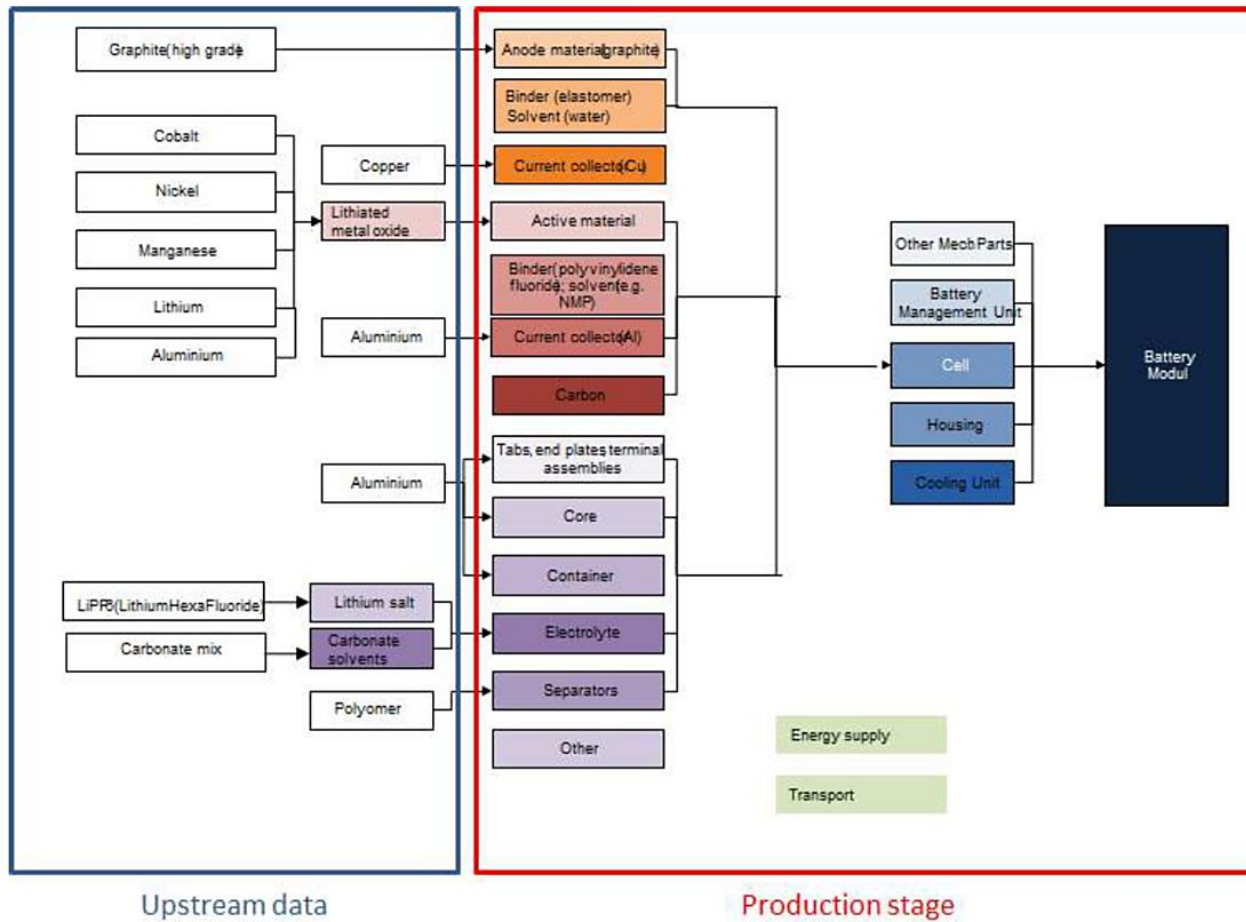 Graphite(high grade)
Cobalt
Nickel
Manganese
Lithium
Aluminium
Copper
Lithiated
metal oxide
Aluminium
Aluminium
LiPF6(LithiumHexaFluoride)
Carbonate mix
Lithium salt
Carbonate
solvents
Polyomer
Anode material(graphite)
Binder (elastomer)
Solvent (water)
Current collector(Cu)
Active material
Binder(polyvinylidene
fluoride); solvent(e.g.
NMP)
Current collector(Al)
Carbon
Tabs, end plates, terminal
assemblies
Core
Container
Electrolyte
Separators
Other
Other Mech Parts
Battery
Management Unit
Cell
Housing
Cooling Unit
Battery
Modul
Energy supply
Transport
Upstream data
Production stage